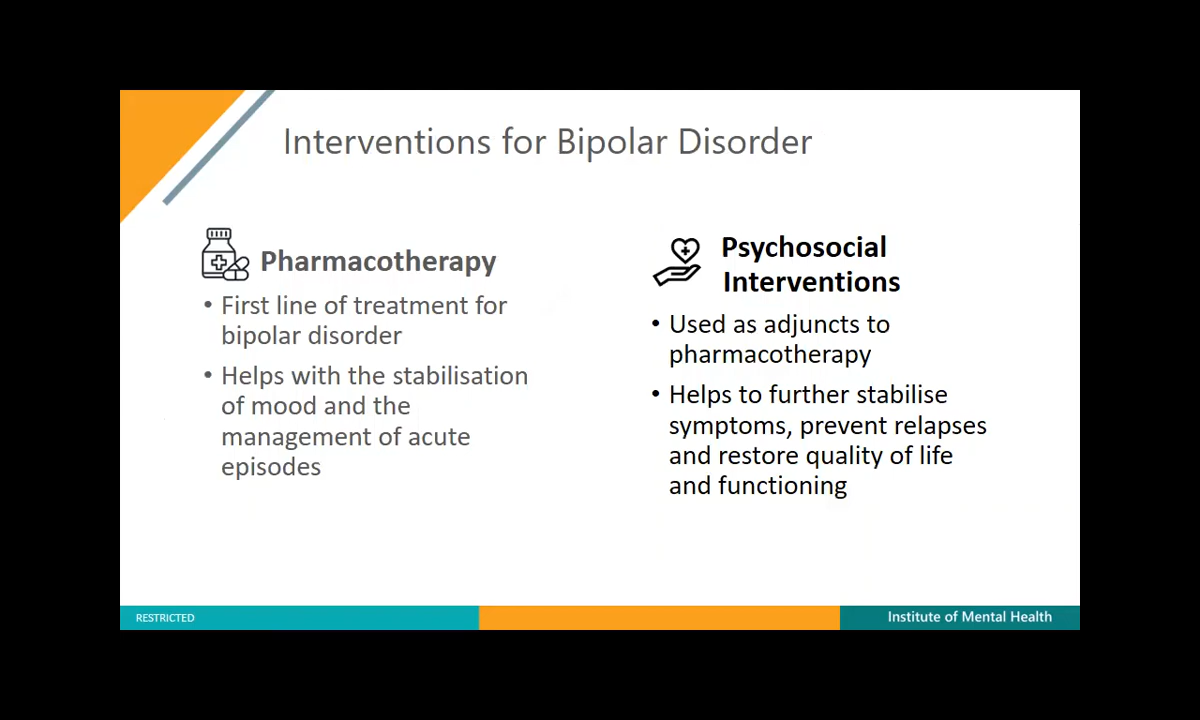 Interventions for Bipolar Disorder
Pharmacotherapy
• First line of treatment for
bipolar disorder
• Helps with the stabilisation
of mood and the
management of acute
episodes
Psychosocial
Interventions
• Used as adjuncts to
pharmacotherapy
• Helps to further stabilise
symptoms, prevent relapses
and restore quality of life
and functioning
RESTRICTED
Institute of Mental Health